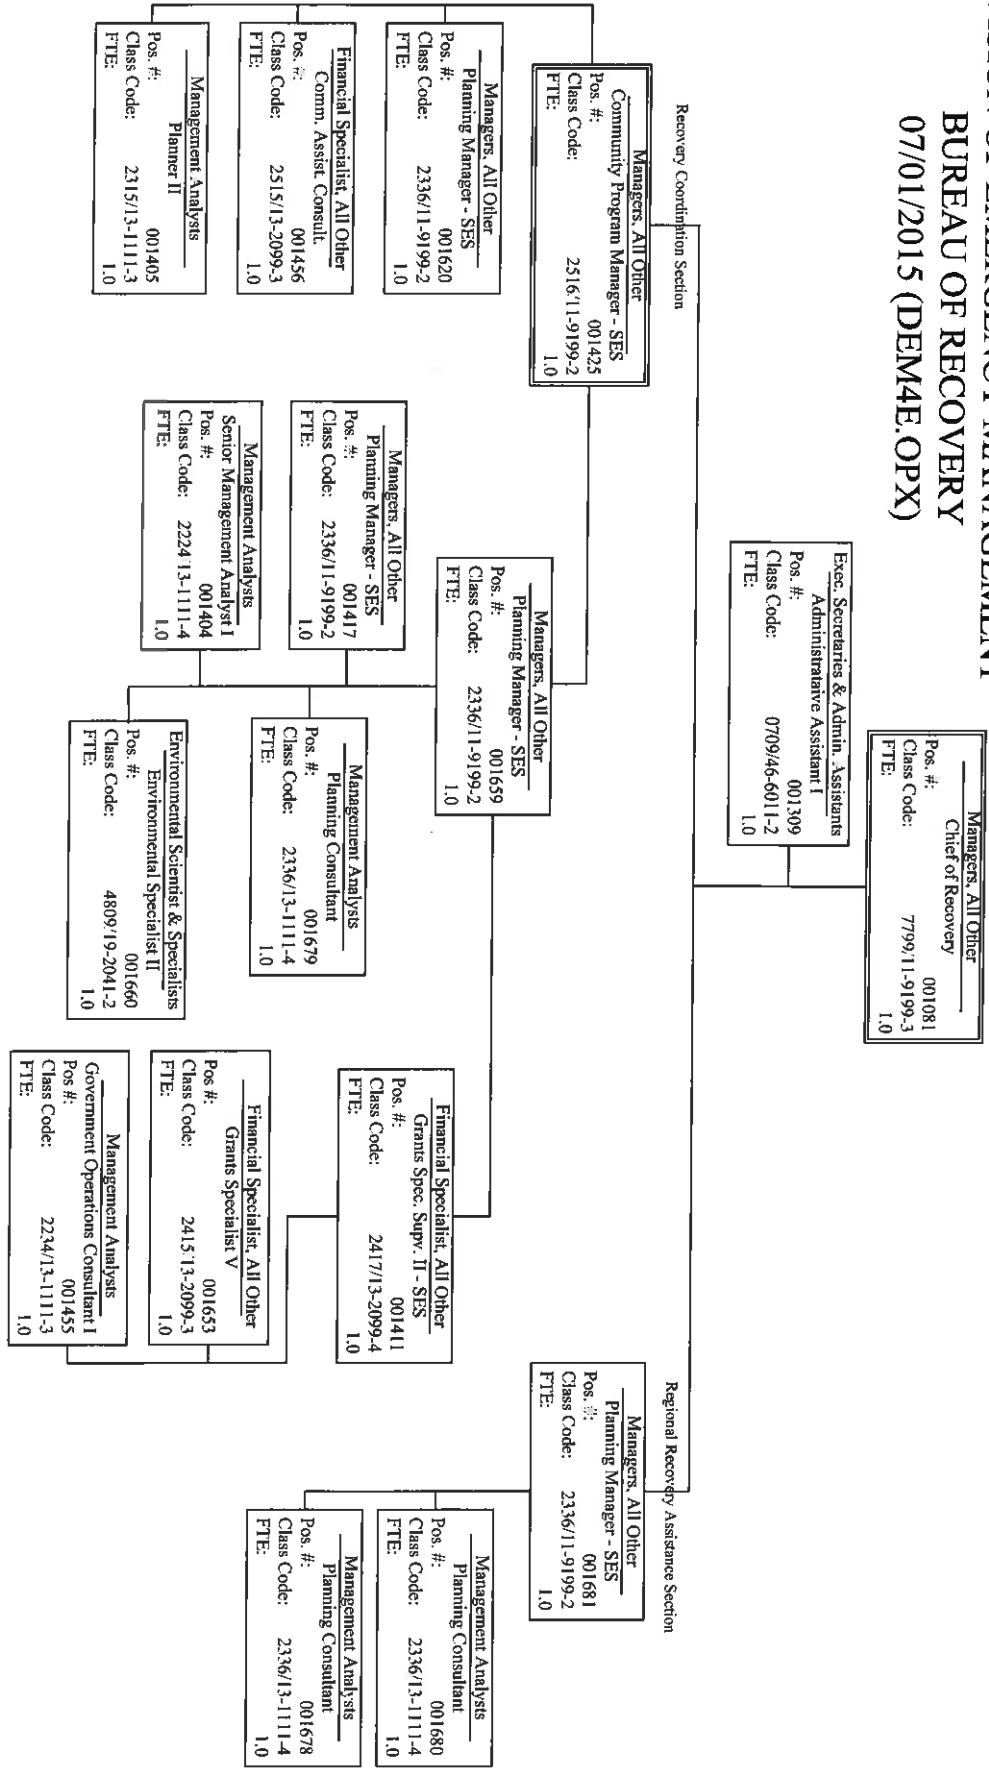 BUREAU OF RECOVERY
07/01/2015 (DEM4E.OPX)
Managers, All Other
Chief of Recovery
Pos. #: 001081
Class Code: 7799/11-9199-3
FTE: 1.0
Exec. Secretaries & Admin. Assistants
Administrataive Assistant I
Pos. #: 001309
Class Code: 0709/46-6011-2
FTE: 1.0
Recovery Coordination Section
Managers, All Other
Community Program Manager - SES
Pos. #: 001425
Class Code: 2516/11-9199-2
FTE: 1.0
Managers, All Other
Planning Manager - SES
Pos. #: 001620
Class Code: 2336/11-9199-2
FTE: 1.0
Financial Specialist, All Other
Comm. Assist. Consult.
Pos. #: 001456
Class Code: 2515/13-2099-3
FTE: 1.0
Management Analysts
Planner II
Pos. #: 001405
Class Code: 2315/13-1111-3
FTE: 1.0
Managers, All Other
Planning Manager - SES
Pos. #: 001659
Class Code: 2336/11-9199-2
FTE: 1.0
Managers, All Other
Planning Manager - SES
Pos. #: 001417
Class Code: 2336/11-9199-2
FTE: 1.0
Management Analysts
Senior Management Analyst I
Pos. #: 001404
Class Code: 2224/13-1111-4
FTE: 1.0
Management Analysts
Planning Consultant
Pos. #: 001679
Class Code: 2336/13-1111-4
FTE: 1.0
Environmental Scientist & Specialists
Environmental Specialist II
Pos. #: 001660
Class Code: 4809/19-2041-2
FTE: 1.0
Financial Specialist, All Other
Grants Spec. Supv. II - SES
Pos. #: 001411
Class Code: 2417/13-2099-4
FTE: 1.0
Financial Specialist, All Other
Grants Specialist V
Pos #: 001653
Class Code: 2415/13-2099-3
FTE: 1.0
Management Analysts
Government Operations Consultant I
Pos #: 001455
Class Code: 2234/13-1111-3
FTE: 1.0
Regional Recovery Assistance Section
Managers, All Other
Planning Manager - SES
Pos. #: 001681
Class Code: 2336/11-9199-2
FTE: 1.0
Management Analysts
Planning Consultant
Pos. #: 001680
Class Code: 2336/13-1111-4
FTE: 1.0
Management Analysts
Planning Consultant
Pos. #: 001678
Class Code: 2336/13-1111-4
FTE: 1.0